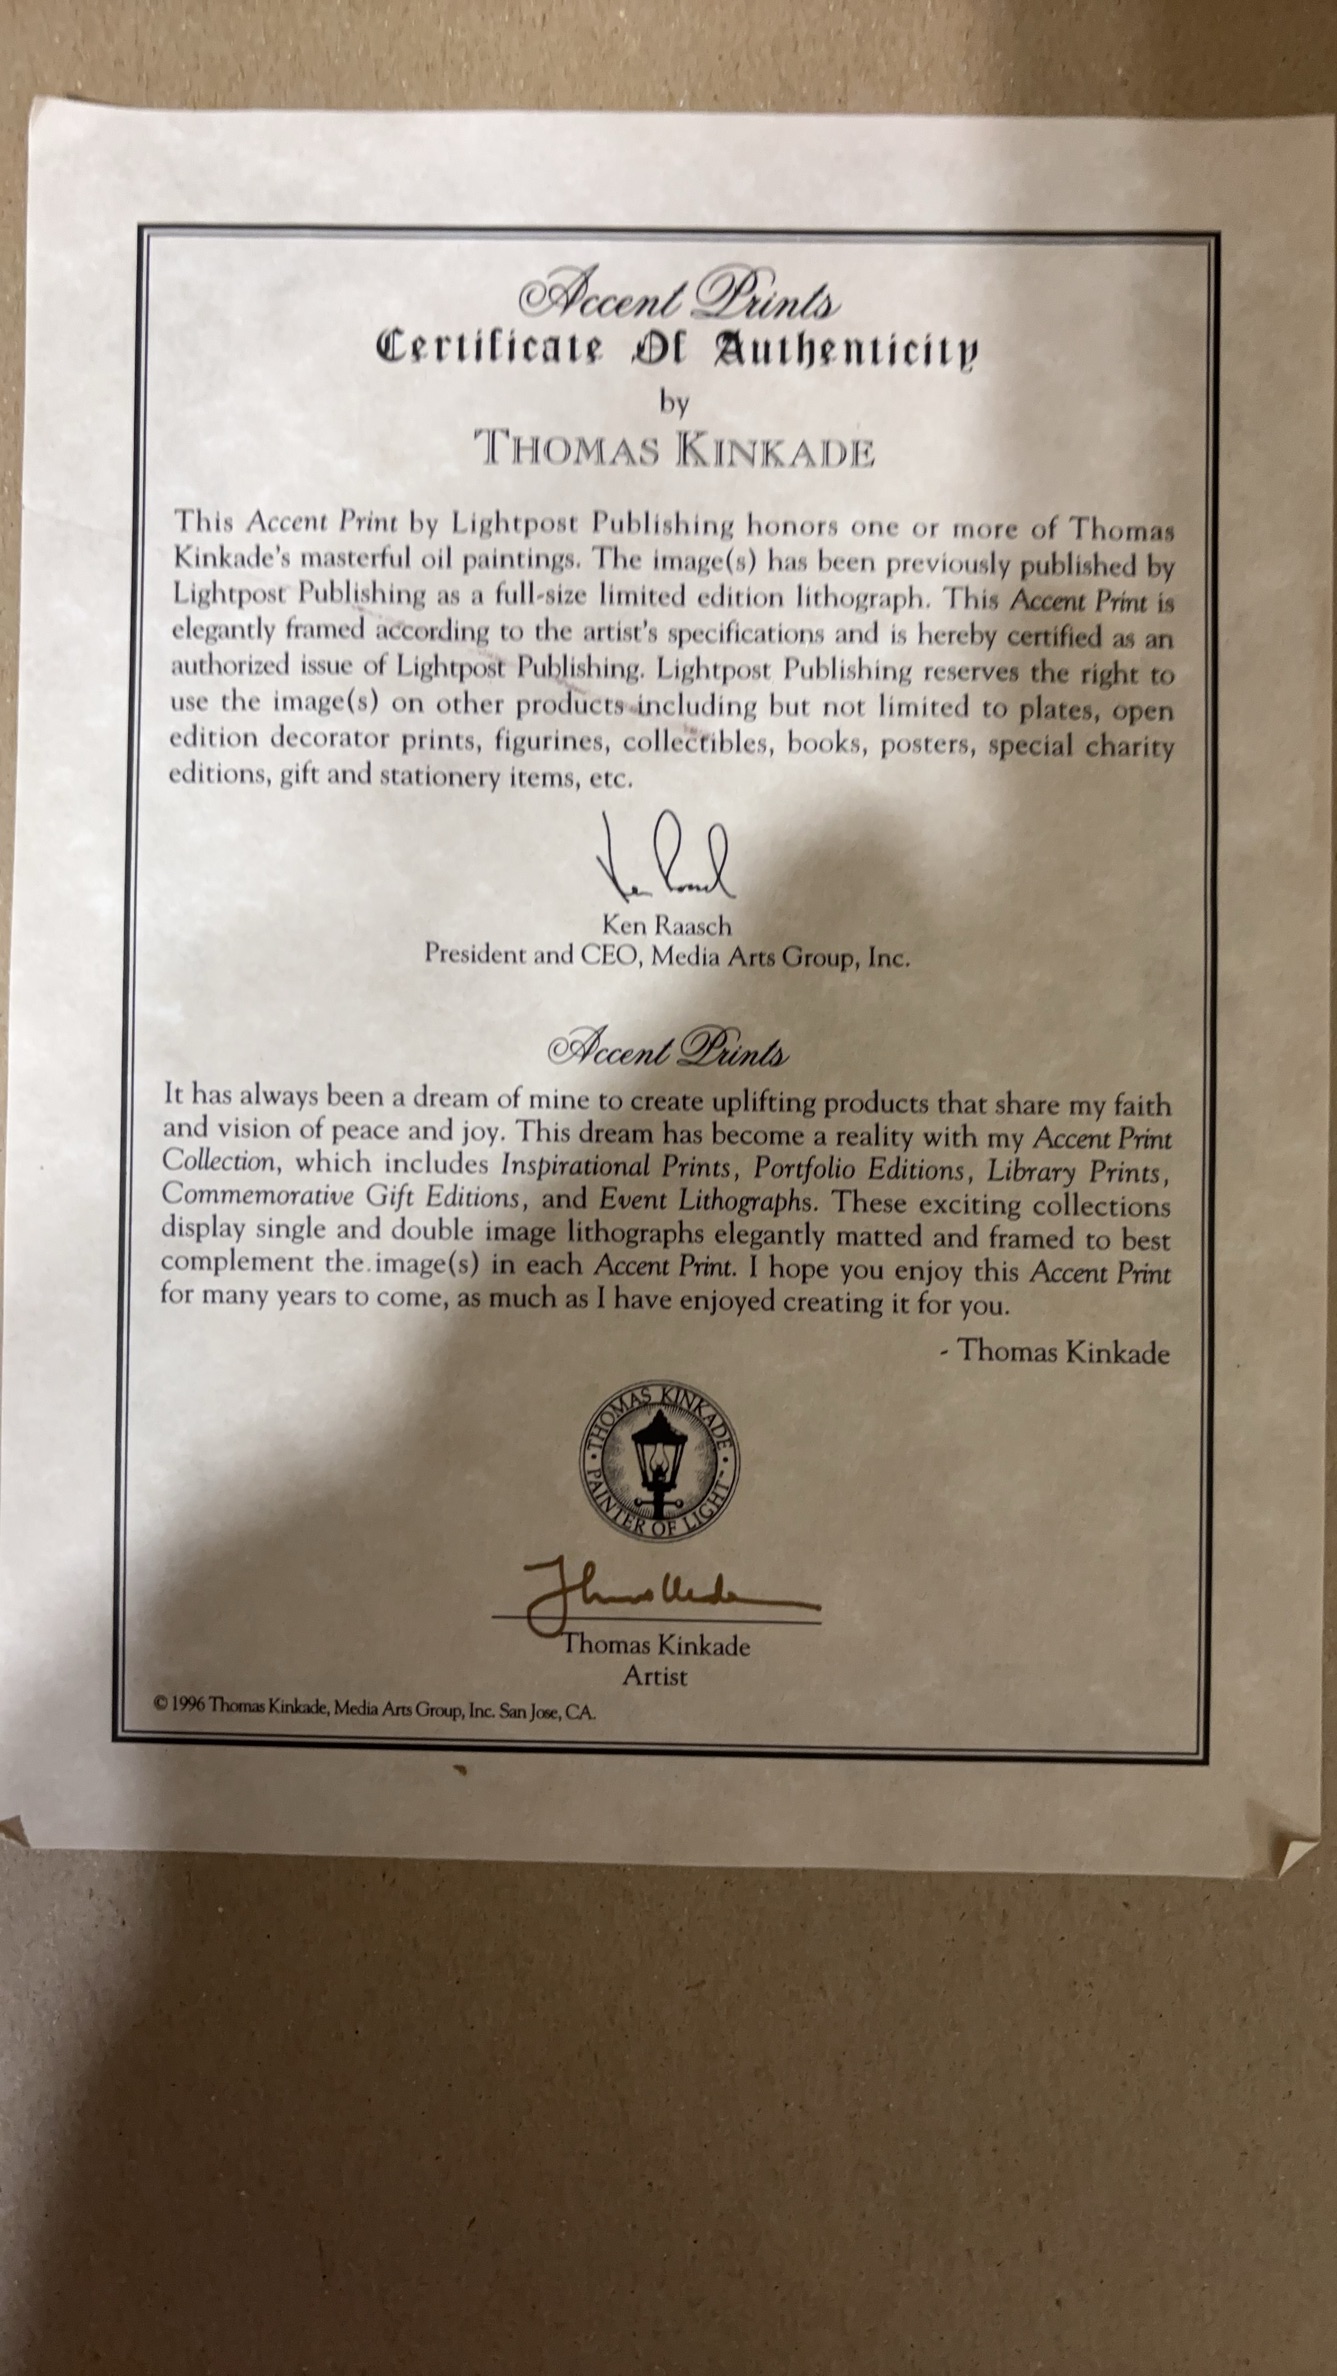 Accent Prints
Certificate Of Authenticity
by
THOMAS KINKADE
This Accent Print by Lightpost Publishing honors one or more of Thomas
Kinkade's masterful oil paintings. The image(s) has been previously published by
Lightpost Publishing as a full-size limited edition lithograph. This Accent Print is
elegantly framed according to the artist's specifications and is hereby certified as an
authorized issue of Lightpost Publishing. Lightpost Publishing reserves the right to
use the image(s) on other products including but not limited to plates, open
edition decorator prints, figurines, collectibles, books, posters, special charity
editions, gift and stationery items, etc.
Ken Raasch
President and CEO, Media Arts Group, Inc.
Accent Prints
It has always been a dream of mine to create uplifting products that share my faith
and vision of peace and joy. This dream has become a reality with my Accent Print
Collection, which includes Inspirational Prints, Portfolio Editions, Library Prints,
Commemorative Gift Editions, and Event Lithographs. These exciting collections
display single and double image lithographs elegantly matted and framed to best
complement the image(s) in each Accent Print. I hope you enjoy this Accent Print
for many years to come, as much as I have enjoyed creating it for you.
- Thomas Kinkade
·THOMAS KINKADE·
PAINTER OF LIGHT
Thomas Kinkade
Artist
© 1996 Thomas Kinkade, Media Arts Group, Inc. San Jose, CA.